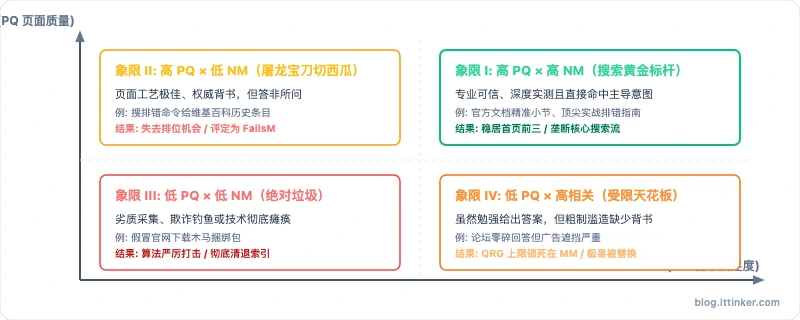 PQ 页面质量)
象限 II: 高 PQ × 低 NM（屠龙宝刀切西瓜）
页面工艺极佳、权威背书，但答非所问
例: 搜排错命令给维基百科历史条目
结果: 失去排位机会 / 评定为 FailsM
象限 I: 高 PQ × 高 NM（搜索黄金标杆）
专业可信、深度实测且直接命中主导意图
例: 官方文档精准小节、顶尖实战排错指南
结果: 稳居首页前三 / 垄断核心搜索流
象限 III: 低 PQ × 低 NM（绝对垃圾）
劣质采集、欺诈钓鱼或技术彻底瘫痪
例: 假冒官网下载木马捆绑包
结果: 算法严厉打击 / 彻底清退索引
象限 IV: 低 PQ × 高相关（受限天花板）
虽然勉强给出答案，但粗制滥造缺少背书
例: 论坛零碎回答但广告遮挡严重
结果: QRG 上限锁死在 MM / 极易被替换
度)
blog.ittinker.com